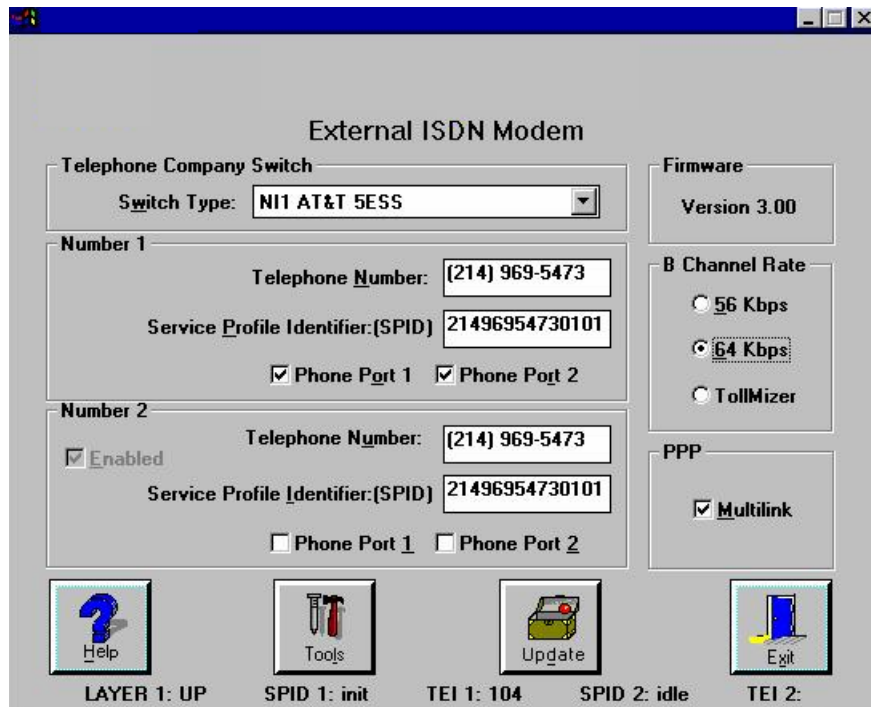 External ISDN Modem
Telephone Company Switch
Switch Type: NI1 AT&T 5ESS
Firmware
Version 3.00
Number 1
Telephone Number: (214) 969-5473
Service Profile Identifier:(SPID) 21496954730101
Phone Port 1 Phone Port 2
B Channel Rate
56 Kbps
64 Kbps
TollMizer
Number 2
Enabled
Telephone Number: (214) 969-5473
Service Profile Identifier:(SPID) 21496954730101
Phone Port 1 Phone Port 2
PPP
Multilink
Help Tools Update Exit
LAYER 1: UP SPID 1: init TEI 1: 104 SPID 2: idle TEI 2: